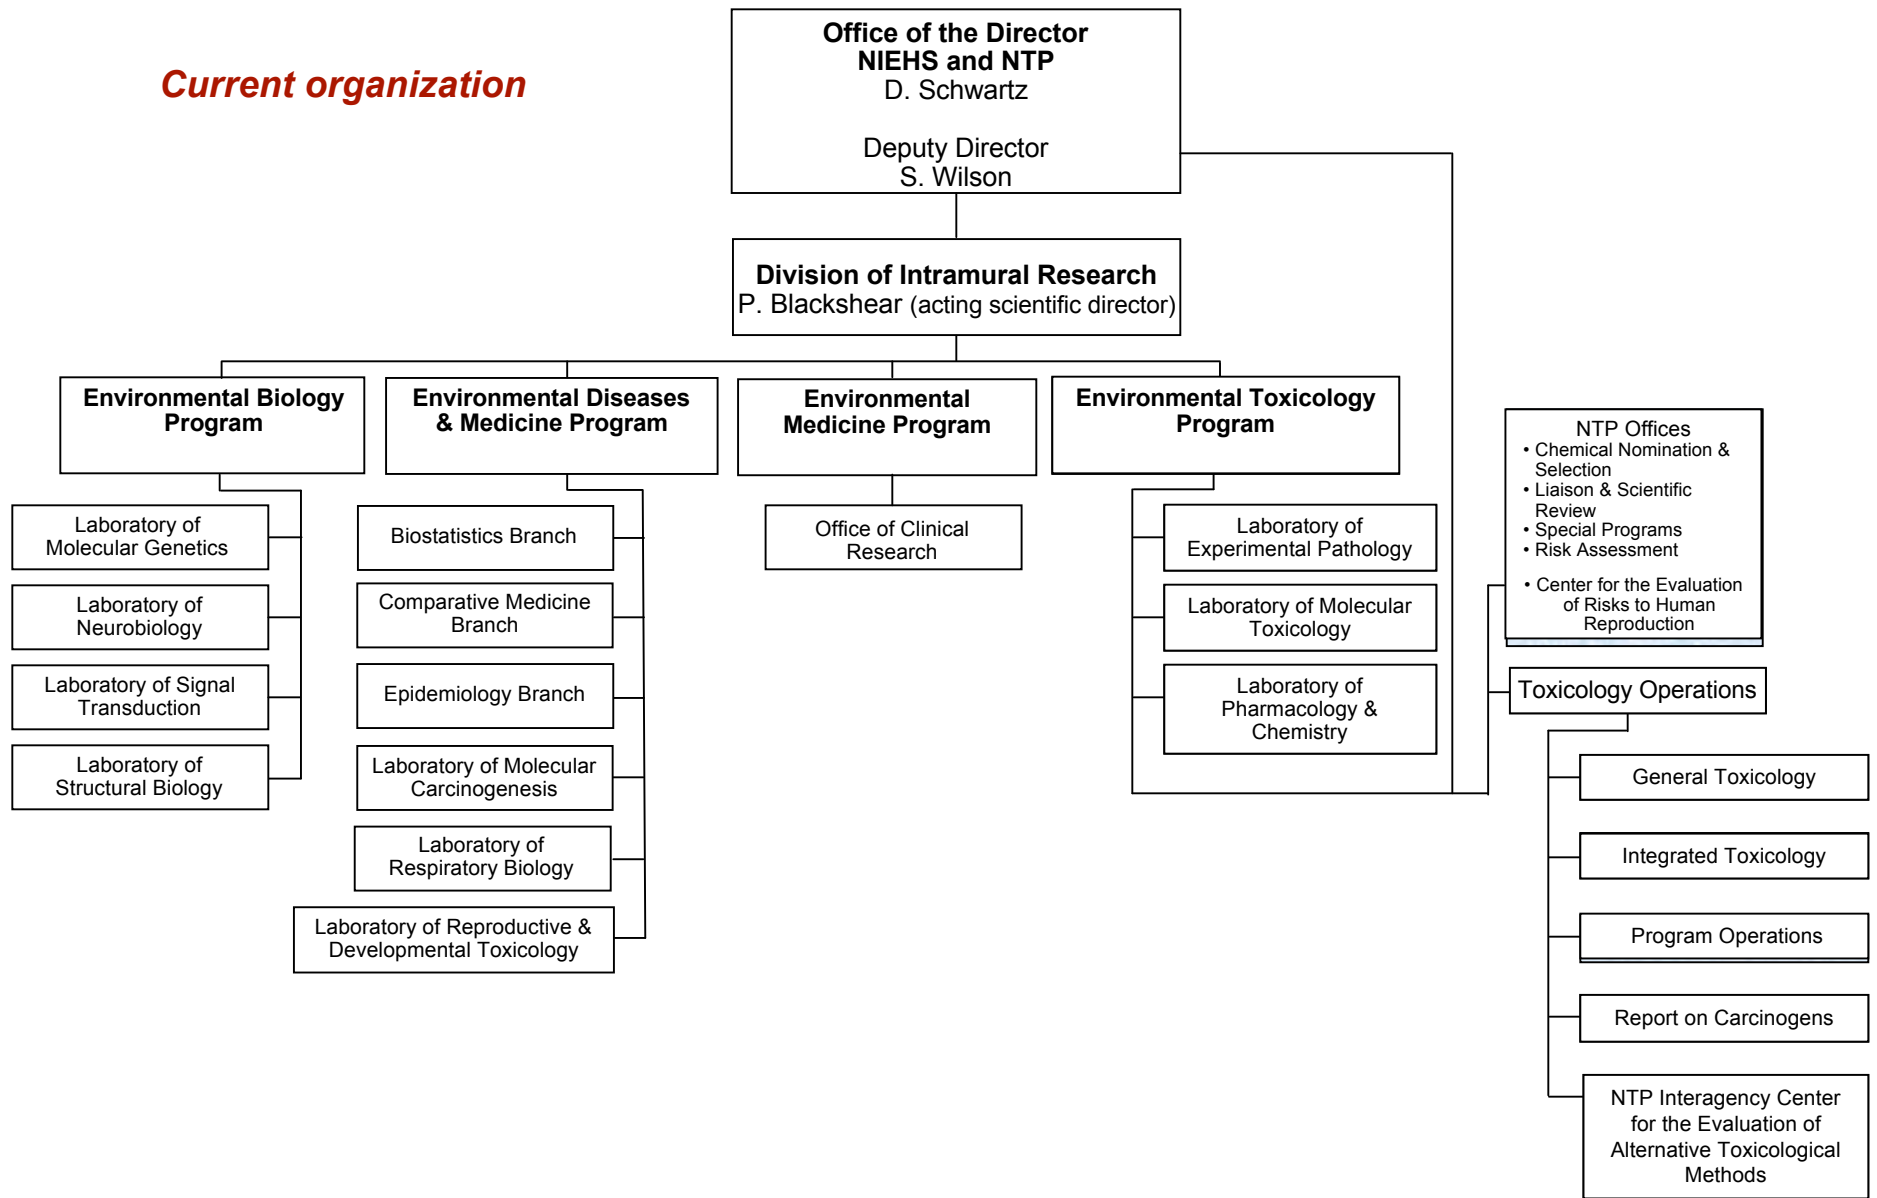 Current organization
Office of the Director
NIEHS and NTP
D. Schwartz
Deputy Director
S. Wilson
Division of Intramural Research
P. Blackshear (acting scientific director)
Environmental Biology
Program
Environmental Diseases
& Medicine Program
Environmental
Medicine Program
Environmental Toxicology
Program
Laboratory of
Molecular Genetics
Laboratory of
Neurobiology
Laboratory of Signal
Transduction
Laboratory of
Structural Biology
Biostatistics Branch
Comparative Medicine
Branch
Epidemiology Branch
Laboratory of Molecular
Carcinogenesis
Laboratory of
Respiratory Biology
Laboratory of Reproductive &
Developmental Toxicology
Office of Clinical
Research
Laboratory of
Experimental Pathology
Laboratory of Molecular
Toxicology
Laboratory of
Pharmacology &
Chemistry
NTP Offices
• Chemical Nomination &
Selection
• Liaison & Scientific
Review
• Special Programs
• Risk Assessment
• Center for the Evaluation
of Risks to Human
Reproduction
Toxicology Operations
General Toxicology
Integrated Toxicology
Program Operations
Report on Carcinogens
NTP Interagency Center
for the Evaluation of
Alternative Toxicological
Methods